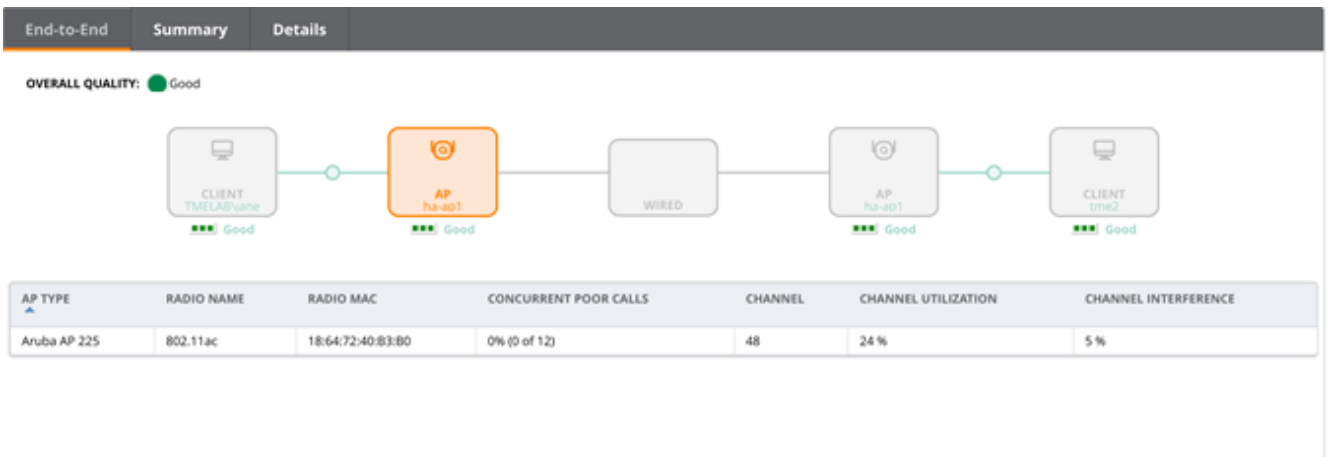 End-to-End Summary Details
OVERALL QUALITY: Good
CLIENT
TMELAB\jane
Good
AP
ha-ap1
Good
WIRED
AP
ha-ap1
Good
CLIENT
tme2
Good
AP TYPE RADIO NAME RADIO MAC CONCURRENT POOR CALLS CHANNEL CHANNEL UTILIZATION CHANNEL INTERFERENCE
Aruba AP 225 802.11ac 18:64:72:40:B3:B0 0% (0 of 12) 48 24 % 5 %